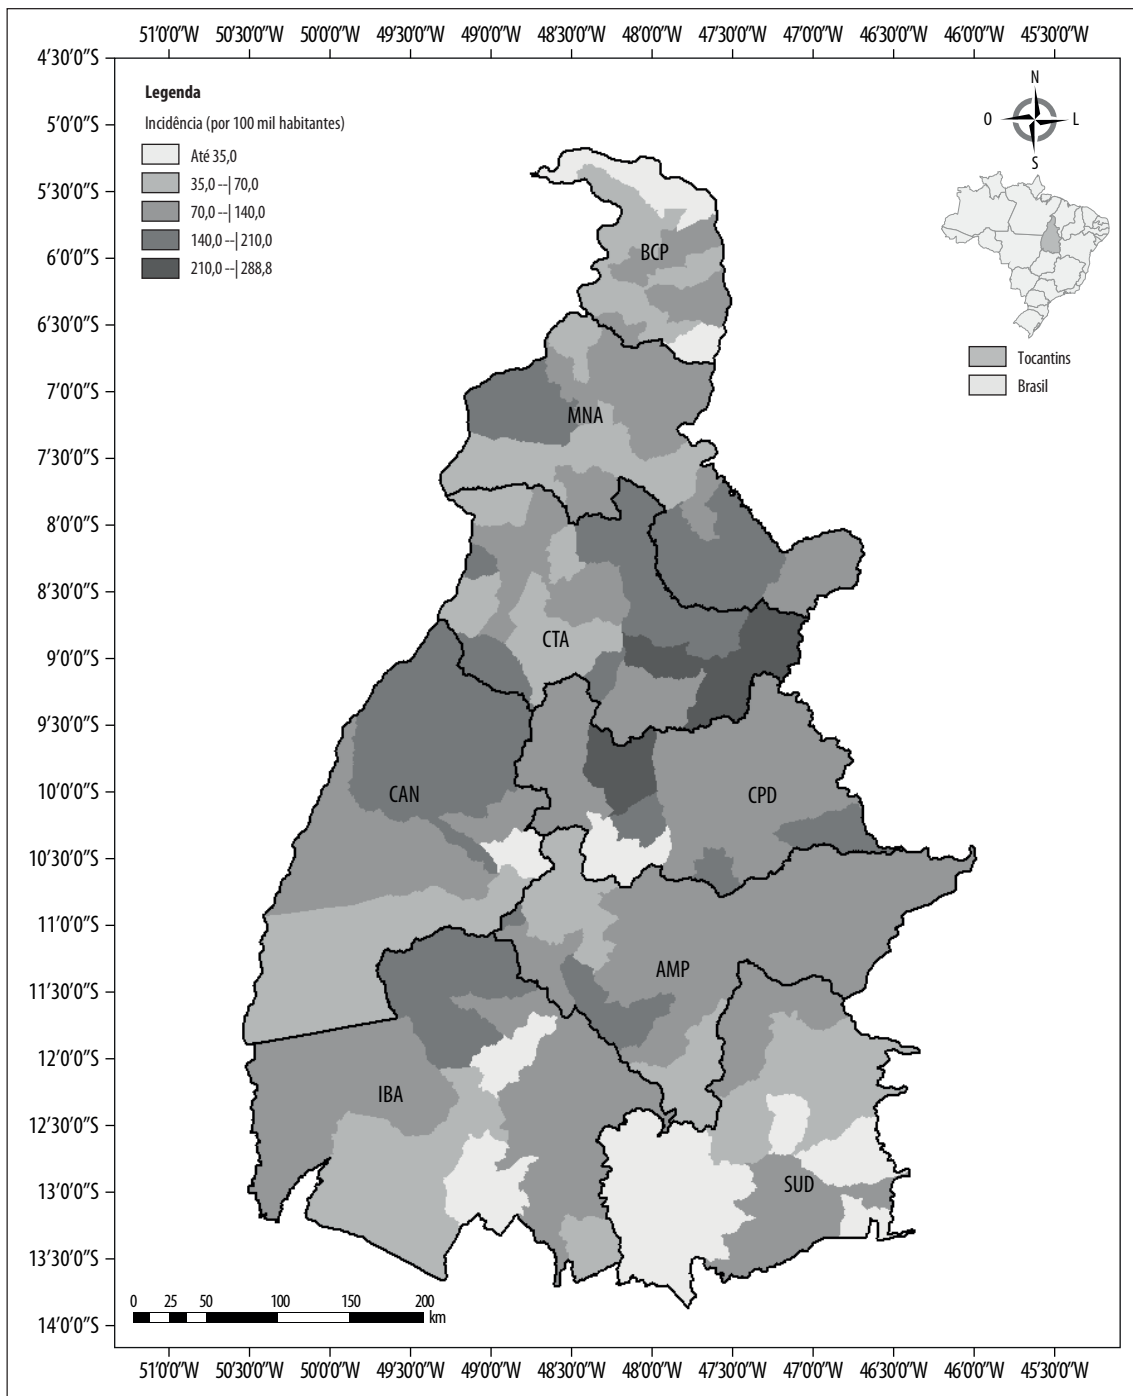 51°0'0"W 50°30'0"W 50°0'0"W 49°30'0"W 49°0'0"W 48°30'0"W 48°0'0"W 47°30'0"W 47°0'0"W 46°30'0"W 46°0'0"W 45°30'0"W
4°30'0"S
5°0'0"S
5°30'0"S
6°0'0"S
6°30'0"S
7°0'0"S
7°30'0"S
8°0'0"S
8°30'0"S
9°0'0"S
9°30'0"S
10°0'0"S
10°30'0"S
11°0'0"S
11°30'0"S
12°0'0"S
12°30'0"S
13°0'0"S
13°30'0"S
14°0'0"S
Legenda
Incidência (por 100 mil habitantes)
Até 35,0
35,0 --| 70,0
70,0 --| 140,0
140,0 --| 210,0
210,0 --| 288,8
N
O L
S
Tocantins
Brasil
BCP
MNA
CTA
CAN
CPD
AMP
IBA
SUD
0 25 50 100 150 200
km
51°0'0"W 50°30'0"W 50°0'0"W 49°30'0"W 49°0'0"W 48°30'0"W 48°0'0"W 47°30'0"W 47°0'0"W 46°30'0"W 46°0'0"W 45°30'0"W